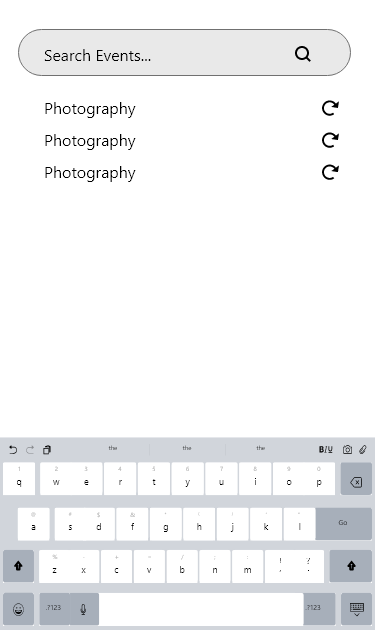 Search Events...
Photography
Photography
Photography
the the the B/U
1 2 3 4 5 6 7 8 9 0
q w e r t y u i o p
@ # $ & * ( ) ' "
a s d f g h j k l Go
% - + = / ; :
z x c v b n m ! , ? .
.?123 .?123